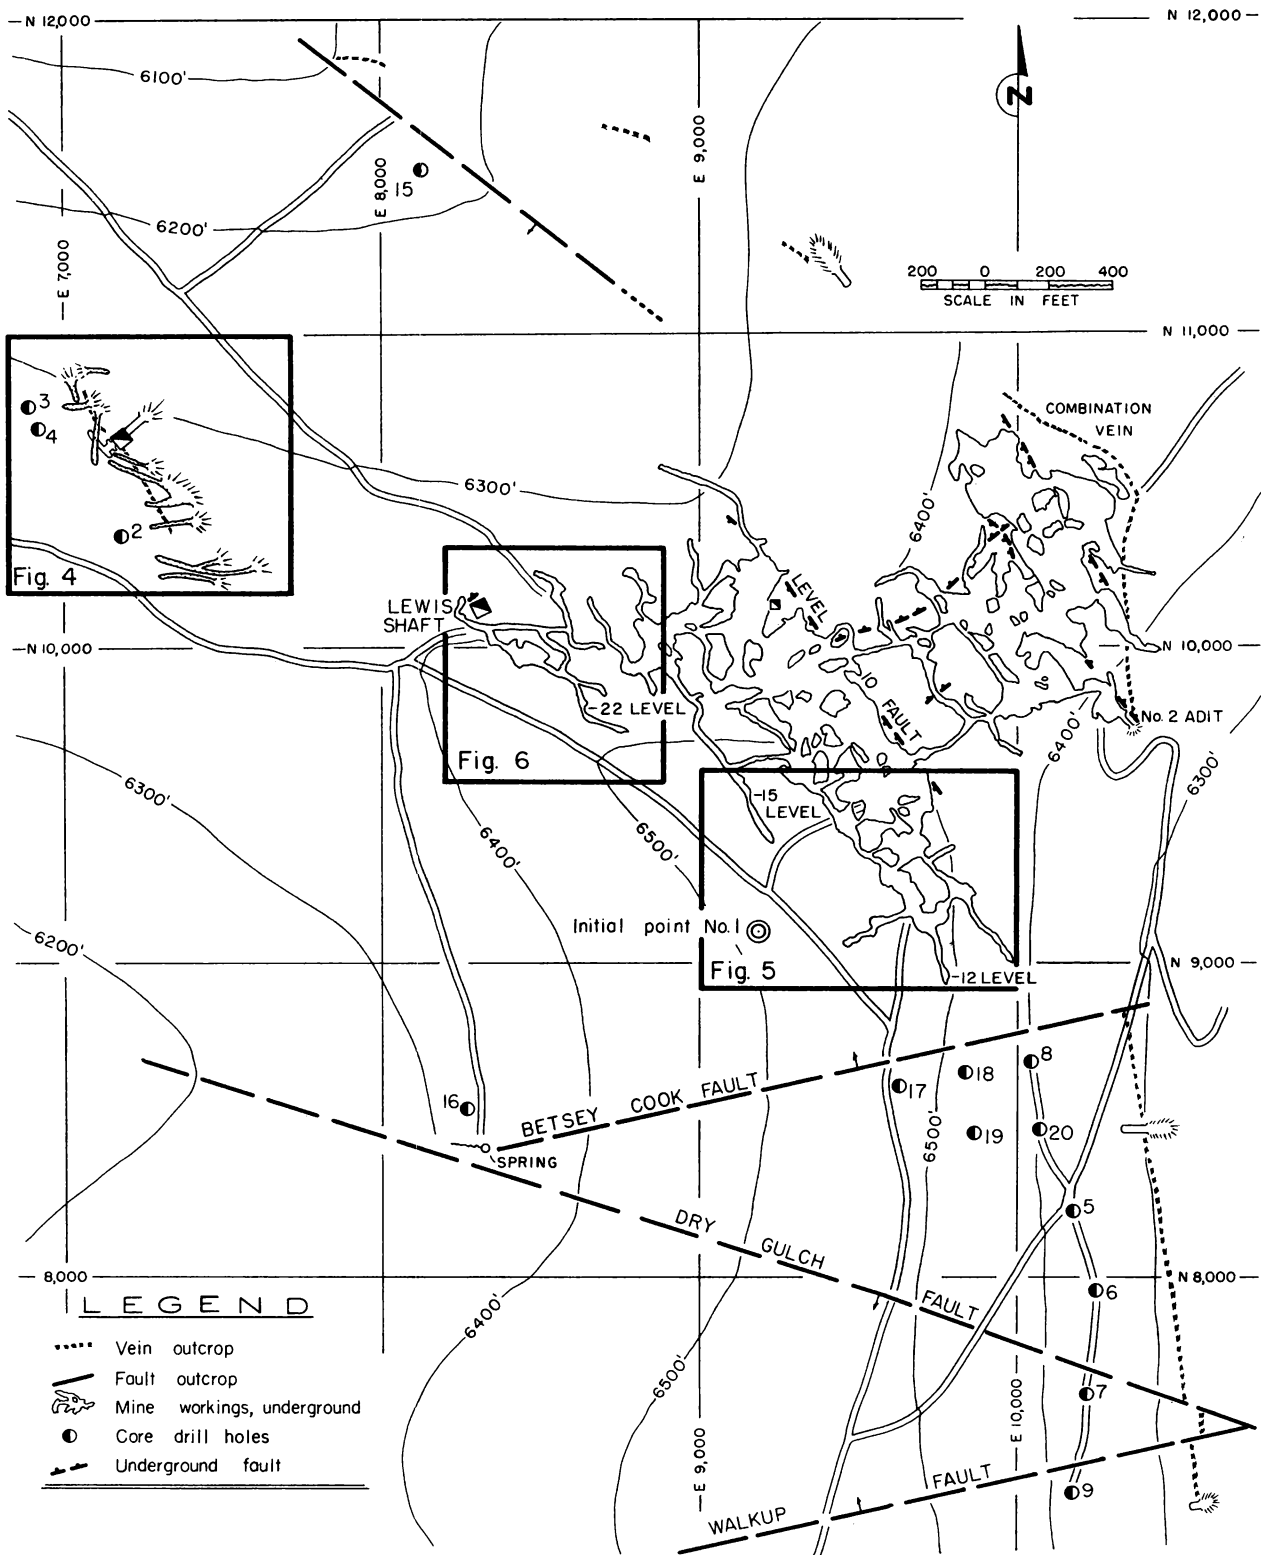 N 12,000
N 12,000
6100'
E 8,000
15
E 9,000
6200'
E 7,000
200 0 200 400
SCALE IN FEET
N 11,000
3
4
2
Fig. 4
COMBINATION
VEIN
6300'
6400'
LEVEL
LEWIS
SHAFT
N 10,000
N 10,000
-22 LEVEL
10
FAULT
No. 2 ADIT
Fig. 6
6400'
6300'
6300'
-15
LEVEL
6400'
6500'
Initial point No. 1
6200'
Fig. 5
-12 LEVEL
N 9,000
8
18
17
16
BETSEY COOK FAULT
19
20
6500'
SPRING
5
DRY GULCH FAULT
8,000
N 8,000
6
LEGEND
6400'
Vein outcrop
Fault outcrop
Mine workings, underground
Core drill holes
Underground fault
6500'
7
E 10,000
E 9,000
9
WALKUP FAULT
N